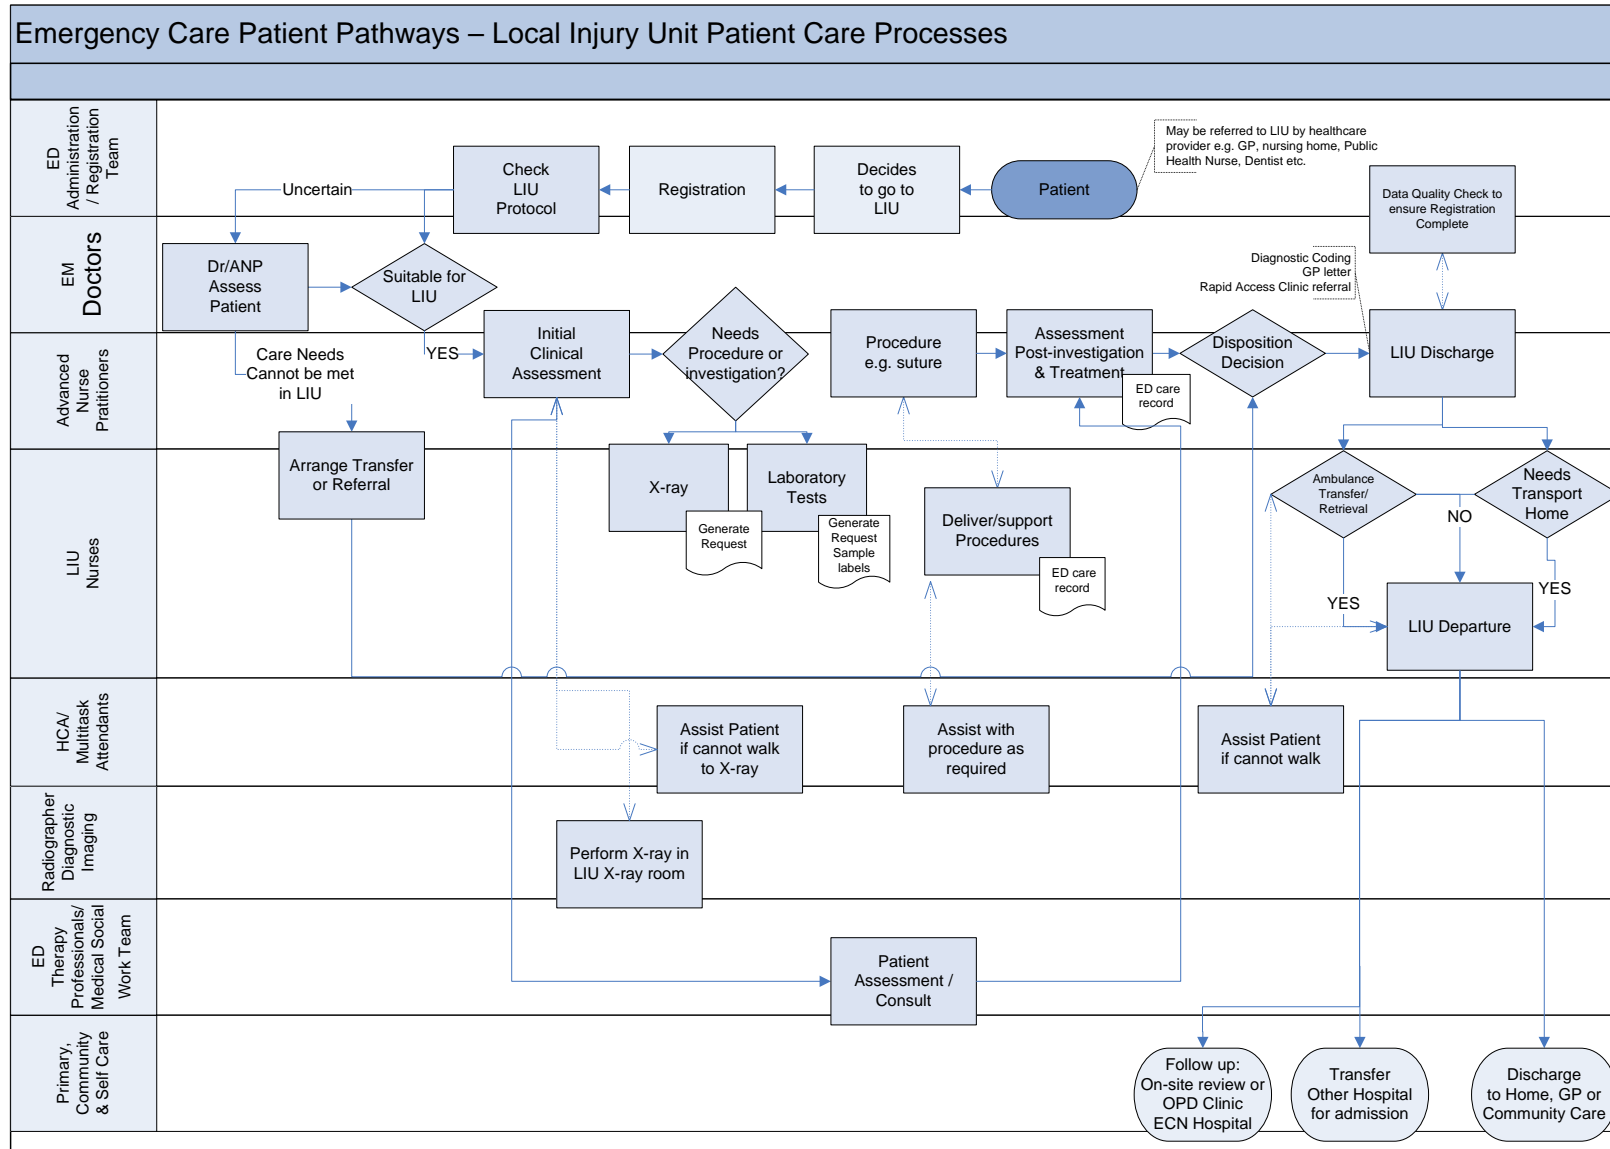 Emergency Care Patient Pathways – Local Injury Unit Patient Care Processes
ED
Administration
/ Registration
Team
Uncertain
Check
LIU
Protocol
Registration
Decides
to go to
LIU
Patient
May be referred to LIU by healthcare
provider e.g. GP, nursing home, Public
Health Nurse, Dentist etc.
Data Quality Check to
ensure Registration
Complete
EM
Doctors
Dr/ANP
Assess
Patient
Suitable for
LIU
Diagnostic Coding
GP letter
Rapid Access Clinic referral
Advanced
Nurse
Pratitioners
Care Needs
Cannot be met
in LIU
YES
Initial
Clinical
Assessment
Needs
Procedure or
investigation?
Procedure
e.g. suture
Assessment
Post-investigation
& Treatment
ED care
record
Disposition
Decision
LIU Discharge
LIU
Nurses
Arrange Transfer
or Referral
X-ray
Generate
Request
Laboratory
Tests
Generate
Request
Sample
labels
Deliver/support
Procedures
ED care
record
Ambulance
Transfer/
Retrieval
NO
Needs
Transport
Home
YES
YES
LIU Departure
HCA/
Multitask
Attendants
Assist Patient
if cannot walk
to X-ray
Assist with
procedure as
required
Assist Patient
if cannot walk
Radiographer
Diagnostic
Imaging
Perform X-ray in
LIU X-ray room
ED
Therapy
Professionals/
Medical Social
Work Team
Patient
Assessment /
Consult
Primary,
Community
& Self Care
Follow up:
On-site review or
OPD Clinic
ECN Hospital
Transfer
Other Hospital
for admission
Discharge
to Home, GP or
Community Care